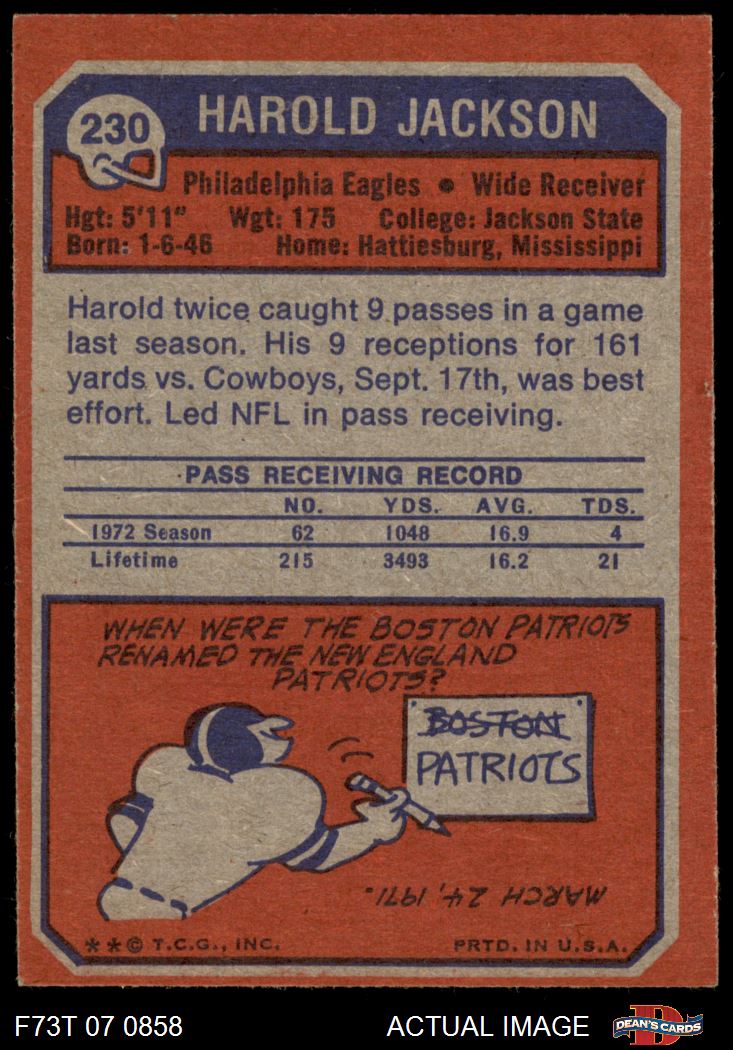 230
HAROLD JACKSON
Philadelphia Eagles • Wide Receiver
Hgt: 5'11" Wgt: 175 College: Jackson State
Born: 1-6-46 Home: Hattiesburg, Mississippi
Harold twice caught 9 passes in a game
last season. His 9 receptions for 161
yards vs. Cowboys, Sept. 17th, was best
effort. Led NFL in pass receiving.
PASS RECEIVING RECORD
NO. YDS. AVG. TDS.
1972 Season 62 1048 16.9 4
Lifetime 215 3493 16.2 21
WHEN WERE THE BOSTON PATRIOTS
RENAMED THE NEW ENGLAND
PATRIOTS?
BOSTON
PATRIOTS
MARCH 24, 1971.
**© T.C.G., INC. PRTD. IN U.S.A.
F73T 07 0858 ACTUAL IMAGE DEAN'S CARDS